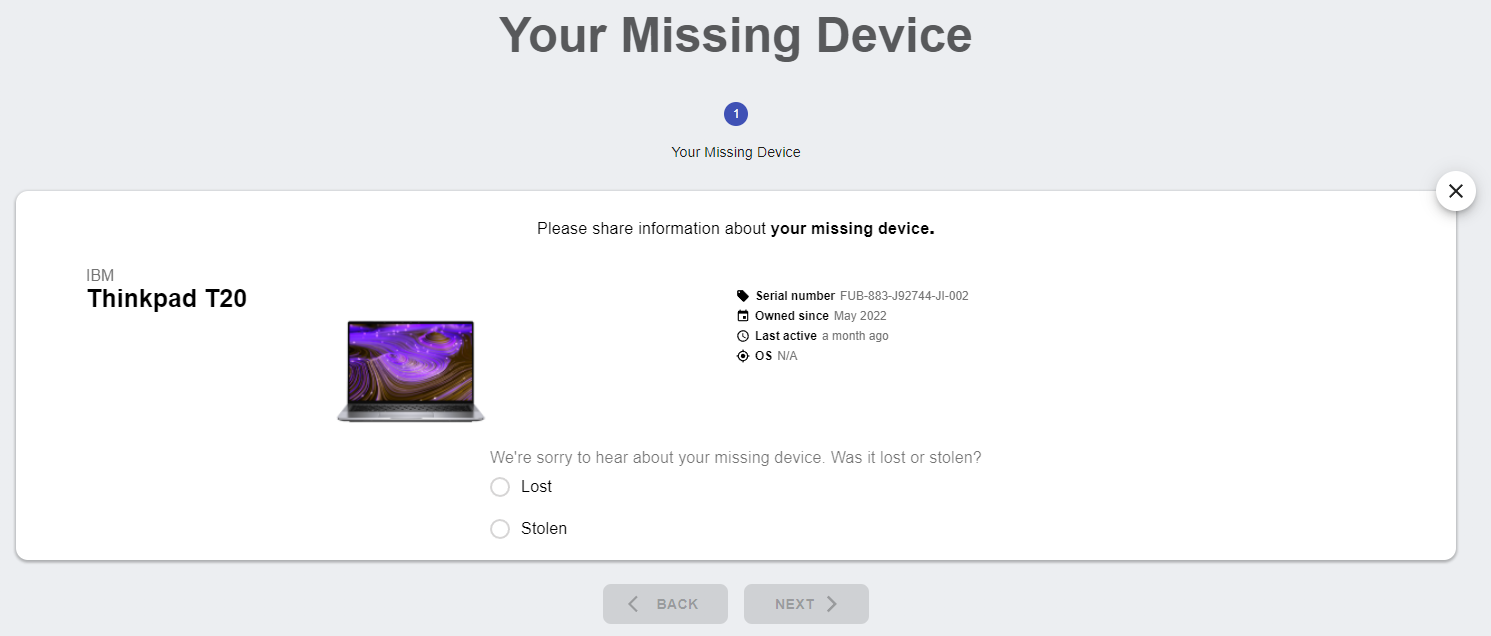 Your Missing Device
1
Your Missing Device
Please share information about your missing device.
IBM
Thinkpad T20
Serial number FUB-883-J92744-JI-002
Owned since May 2022
Last active a month ago
OS N/A
We're sorry to hear about your missing device. Was it lost or stolen?
Lost
Stolen
BACK
NEXT